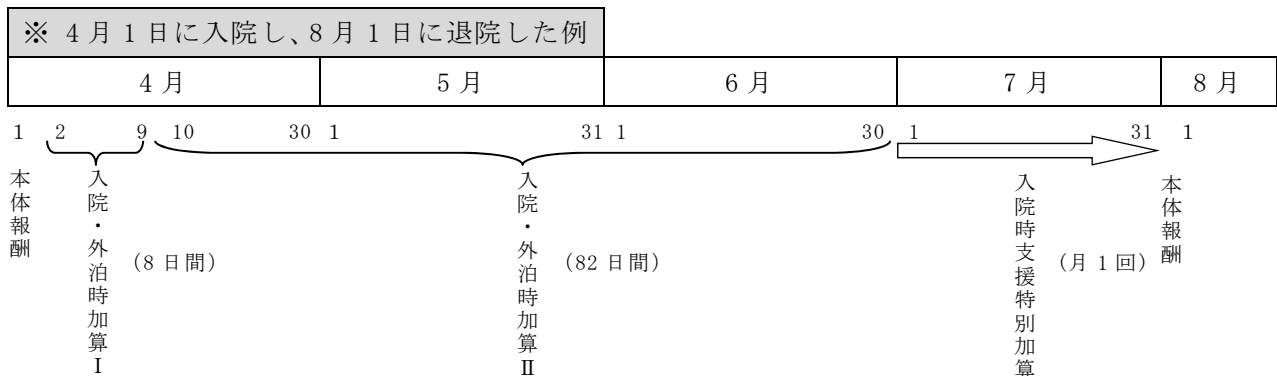 ※ 4月1日に入院し、8月1日に退院した例
4月 5月 6月 7月 8月
1 2 9 10 30 1 31 1 30 1 31 1
本体報酬
入院・外泊時加算Ⅰ
(8日間)
入院・外泊時加算Ⅱ
(82日間)
入院時支援特別加算
(月1回)
本体報酬